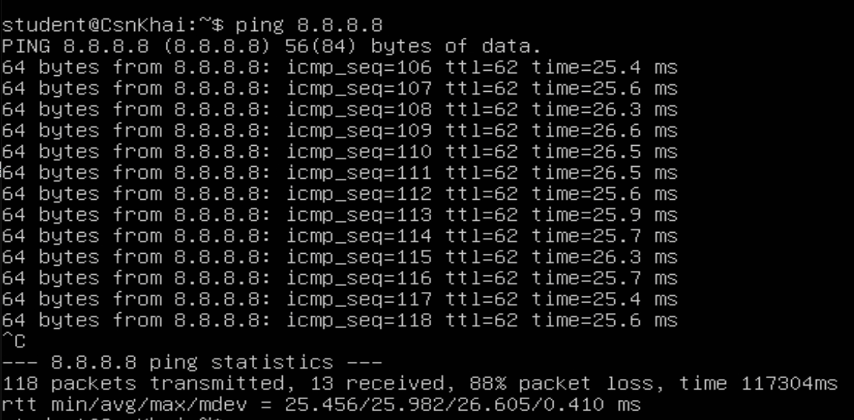 student@CsnKhai:~$ ping 8.8.8.8
PING 8.8.8.8 (8.8.8.8) 56(84) bytes of data.
64 bytes from 8.8.8.8: icmp_seq=106 ttl=62 time=25.4 ms
64 bytes from 8.8.8.8: icmp_seq=107 ttl=62 time=25.6 ms
64 bytes from 8.8.8.8: icmp_seq=108 ttl=62 time=26.3 ms
64 bytes from 8.8.8.8: icmp_seq=109 ttl=62 time=26.6 ms
64 bytes from 8.8.8.8: icmp_seq=110 ttl=62 time=26.5 ms
64 bytes from 8.8.8.8: icmp_seq=111 ttl=62 time=26.5 ms
64 bytes from 8.8.8.8: icmp_seq=112 ttl=62 time=25.6 ms
64 bytes from 8.8.8.8: icmp_seq=113 ttl=62 time=25.9 ms
64 bytes from 8.8.8.8: icmp_seq=114 ttl=62 time=25.7 ms
64 bytes from 8.8.8.8: icmp_seq=115 ttl=62 time=26.3 ms
64 bytes from 8.8.8.8: icmp_seq=116 ttl=62 time=25.7 ms
64 bytes from 8.8.8.8: icmp_seq=117 ttl=62 time=25.4 ms
64 bytes from 8.8.8.8: icmp_seq=118 ttl=62 time=25.6 ms
^C
--- 8.8.8.8 ping statistics ---
118 packets transmitted, 13 received, 88% packet loss, time 117304ms
rtt min/avg/max/mdev = 25.456/25.982/26.605/0.410 ms